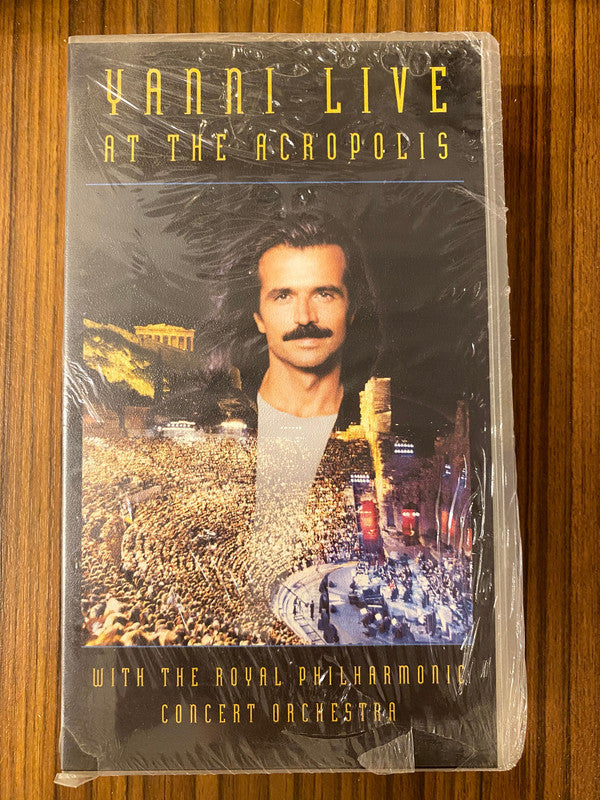 YANNI LIVE
AT THE ACROPOLIS
WITH THE ROYAL PHILHARMONIC
CONCERT ORCHESTRA